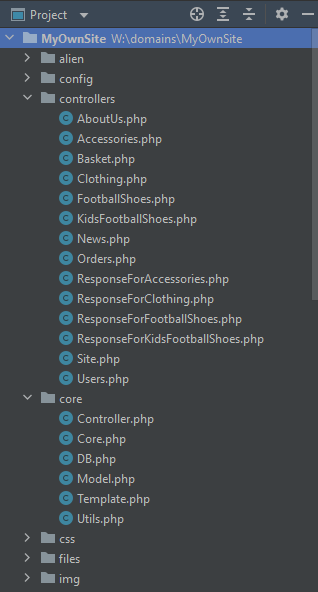 Project
MyOwnSite W:\domains\MyOwnSite
alien
config
controllers
AboutUs.php
Accessories.php
Basket.php
Clothing.php
FootballShoes.php
KidsFootballShoes.php
News.php
Orders.php
ResponseForAccessories.php
ResponseForClothing.php
ResponseForFootballShoes.php
ResponseForKidsFootballShoes.php
Site.php
Users.php
core
Controller.php
Core.php
DB.php
Model.php
Template.php
Utils.php
css
files
img